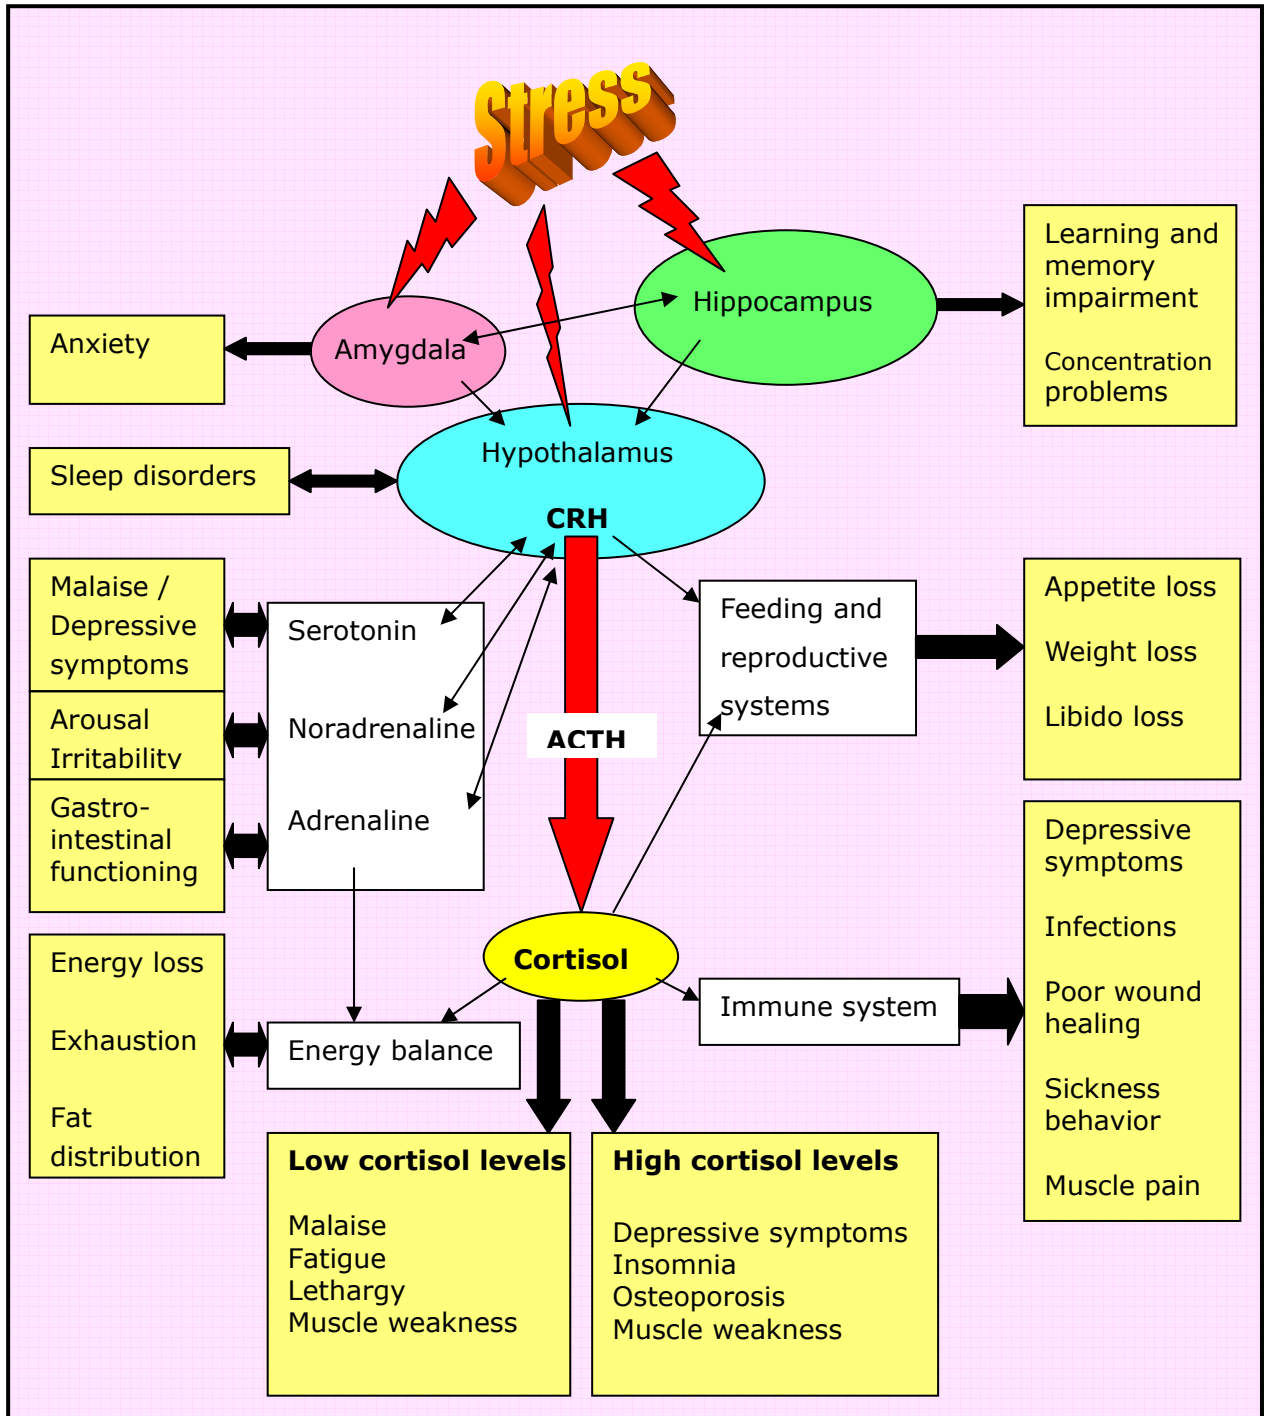 Stress
Hippocampus
Learning and
memory
impairment
Concentration
problems
Anxiety
Amygdala
Hypothalamus
CRH
Sleep disorders
Malaise /
Depressive
symptoms
Arousal
Irritability
Gastro-
intestinal
functioning
Serotonin
Noradrenaline
Adrenaline
ACTH
Feeding and
reproductive
systems
Appetite loss
Weight loss
Libido loss
Depressive
symptoms
Infections
Poor wound
healing
Sickness
behavior
Muscle pain
Cortisol
Immune system
Energy loss
Exhaustion
Fat
distribution
Energy balance
Low cortisol levels
Malaise
Fatigue
Lethargy
Muscle weakness
High cortisol levels
Depressive symptoms
Insomnia
Osteoporosis
Muscle weakness